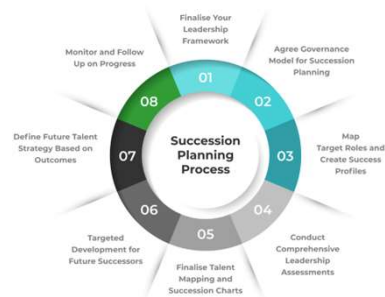 Succession
Planning
Process
01
Finalise Your
Leadership
Framework
02
Agree Governance
Model for Succession
Planning
03
Map
Target Roles and
Create Success
Profiles
04
Conduct
Comprehensive
Leadership
Assessments
05
Finalise Talent
Mapping and
Succession Charts
06
Targeted
Development for
Future Successors
07
Define Future Talent
Strategy Based on
Outcomes
08
Monitor and Follow
Up on Progress